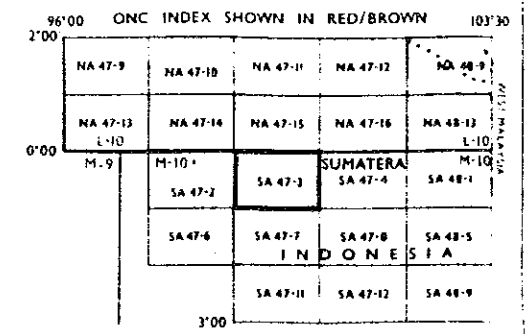 96°00 ONC INDEX SHOWN IN RED/BROWN 103°30
2°00
NA 47-9 NA 47-10 NA 47-11 NA 47-12 NA 48-9
WEST MALAYSIA
NA 47-13 NA 47-14 NA 47-15 NA 47-16 NA 48-13
L-10 L-10
0°00
M-9 M-10 SUMATERA M-10
SA 47-2 SA 47-3 SA 47-4 SA 48-1
SA 47-6 SA 47-7 SA 47-8 SA 48-5
INDONESIA
SA 47-11 SA 47-12 SA 48-9
3°00